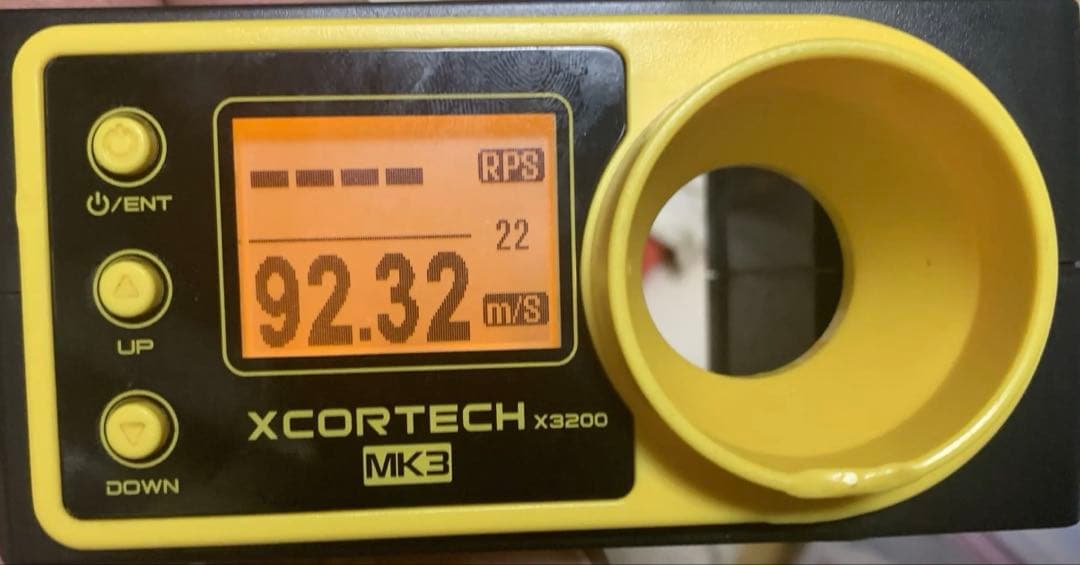 ⏻/ENT
UP
DOWN
---- RPS
22
92.32 m/S
XCORTECH X3200
MK3